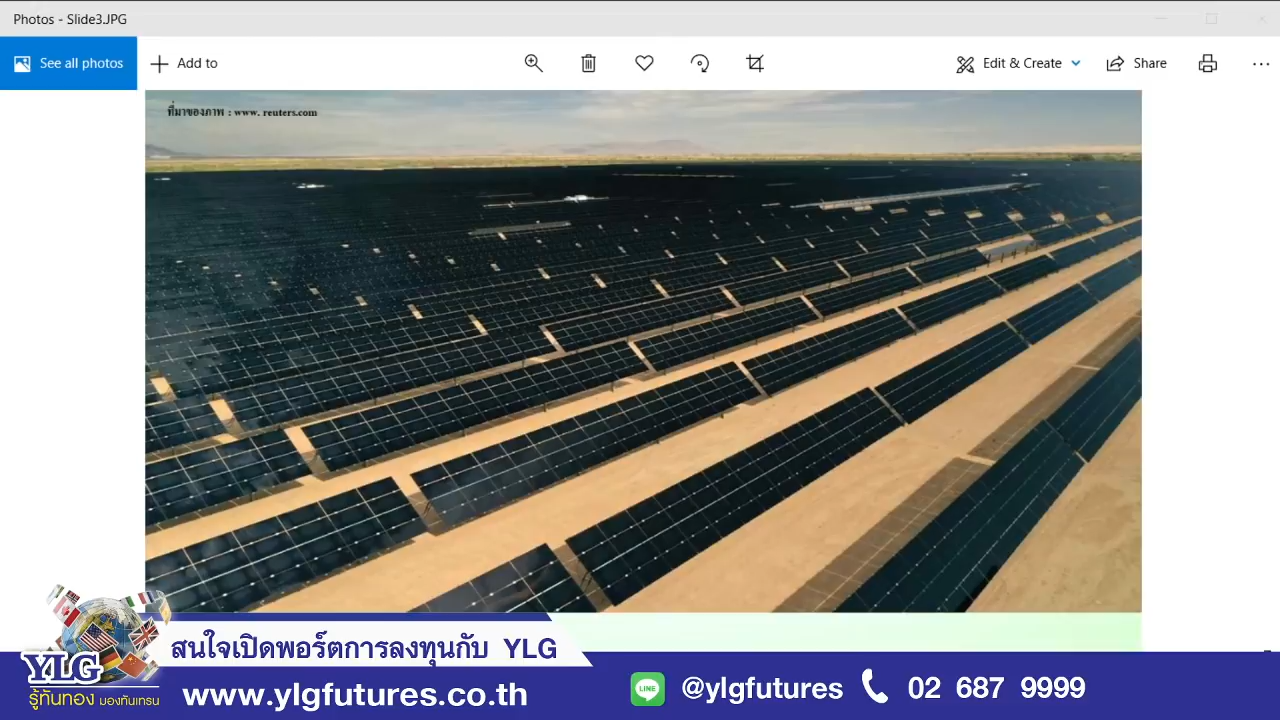 Photos - Slide3.JPG
See all photos
Add to
Edit & Create
Share
ที่มาของภาพ : www. reuters.com
สนใจเปิดพอร์ตการลงทุนกับ YLG
YLG
รู้ทันทอง มองทันเทรน
www.ylgfutures.co.th
LINE
@ylgfutures
02 687 9999